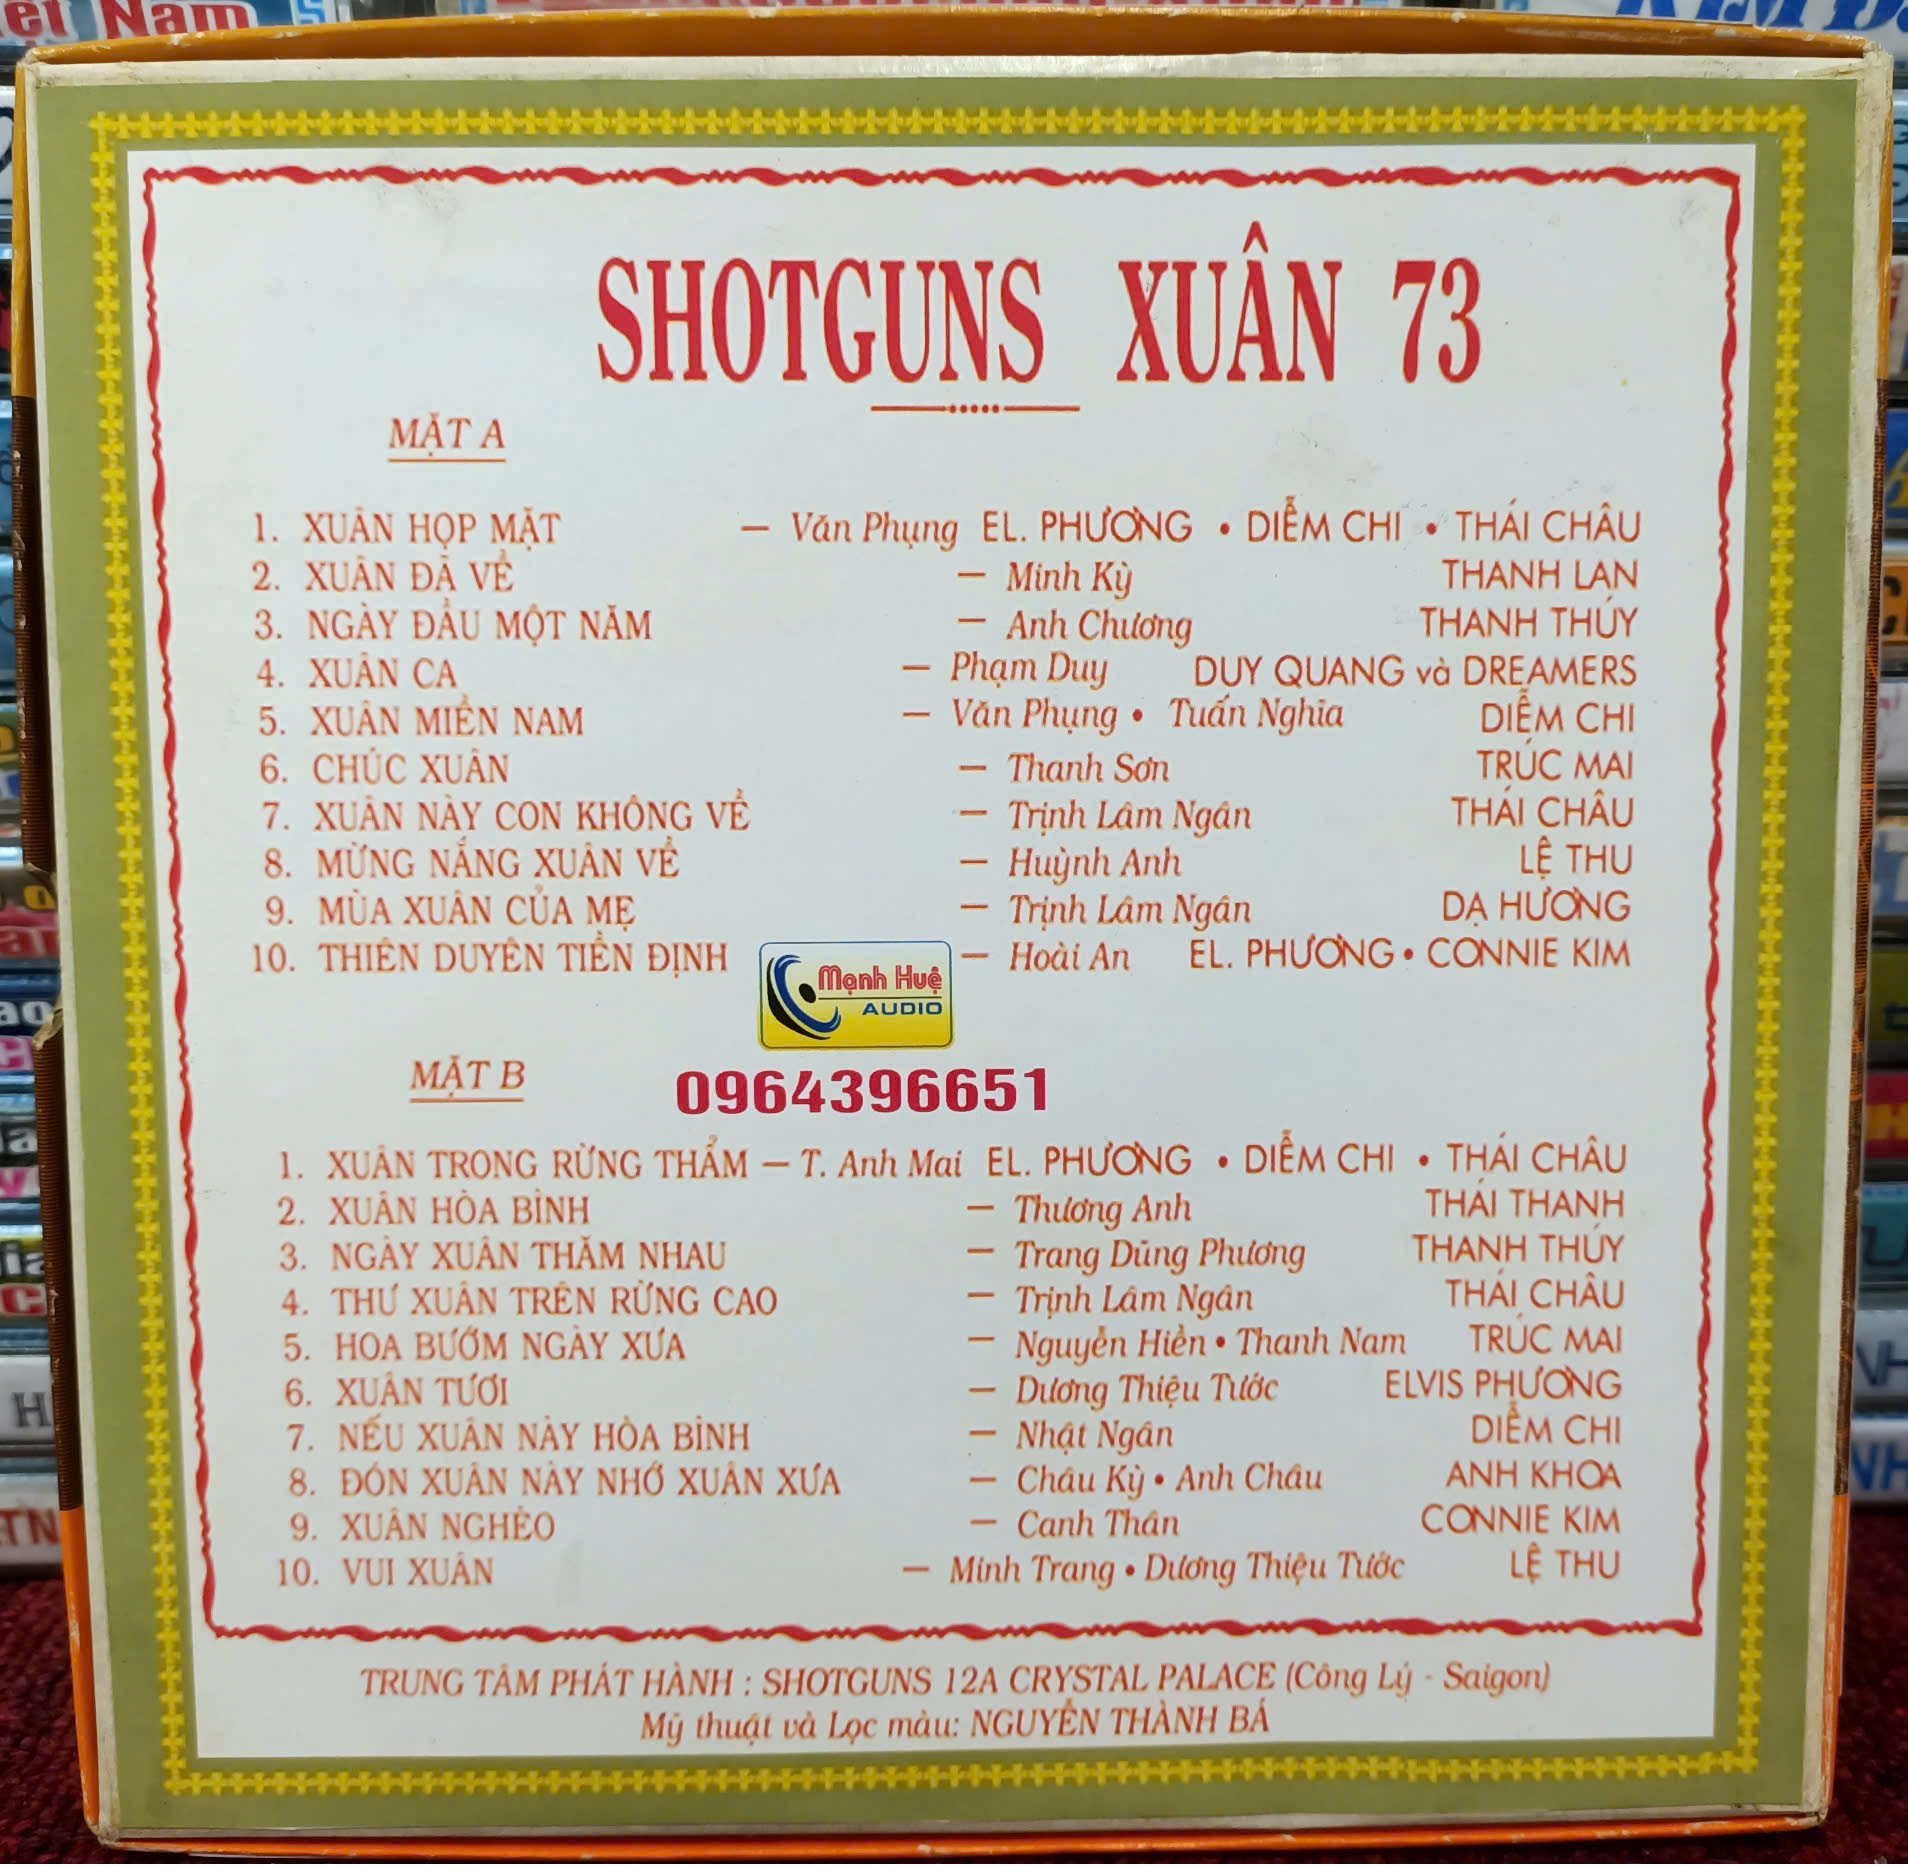 SHOTGUNS XUÂN 73
MẶT A
1. XUÂN HỌP MẶT — Văn Phụng EL. PHƯƠNG • DIỄM CHI • THÁI CHÂU
2. XUÂN ĐÃ VỀ — Minh Kỳ THANH LAN
3. NGÀY ĐẦU MỘT NĂM — Anh Chương THANH THÚY
4. XUÂN CA — Phạm Duy DUY QUANG và DREAMERS
5. XUÂN MIỀN NAM — Văn Phụng • Tuấn Nghĩa DIỄM CHI
6. CHÚC XUÂN — Thanh Sơn TRÚC MAI
7. XUÂN NÀY CON KHÔNG VỀ — Trịnh Lâm Ngân THÁI CHÂU
8. MỪNG NẮNG XUÂN VỀ — Huỳnh Anh LỆ THU
9. MÙA XUÂN CỦA MẸ — Trịnh Lâm Ngân DẠ HƯƠNG
10. THIÊN DUYÊN TIỀN ĐỊNH — Hoài An EL. PHƯƠNG • CONNIE KIM
Mạnh Huệ
AUDIO
0964396651
MẶT B
1. XUÂN TRONG RỪNG THẨM — T. Anh Mai EL. PHƯƠNG • DIỄM CHI • THÁI CHÂU
2. XUÂN HÒA BÌNH — Thương Anh THÁI THANH
3. NGÀY XUÂN THĂM NHAU — Trang Dũng Phương THANH THÚY
4. THƯ XUÂN TRÊN RỪNG CAO — Trịnh Lâm Ngân THÁI CHÂU
5. HOA BƯỚM NGÀY XƯA — Nguyễn Hiền • Thanh Nam TRÚC MAI
6. XUÂN TƯƠI — Dương Thiệu Tước ELVIS PHƯƠNG
7. NẾU XUÂN NÀY HÒA BÌNH — Nhật Ngân DIỄM CHI
8. ĐÓN XUÂN NÀY NHỚ XUÂN XƯA — Châu Kỳ • Anh Châu ANH KHOA
9. XUÂN NGHÈO — Canh Thân CONNIE KIM
10. VUI XUÂN — Minh Trang • Dương Thiệu Tước LỆ THU
TRUNG TÂM PHÁT HÀNH : SHOTGUNS 12A CRYSTAL PALACE (Công Lý - Saigon)
Mỹ thuật và Lọc màu: NGUYỄN THÀNH BÁ